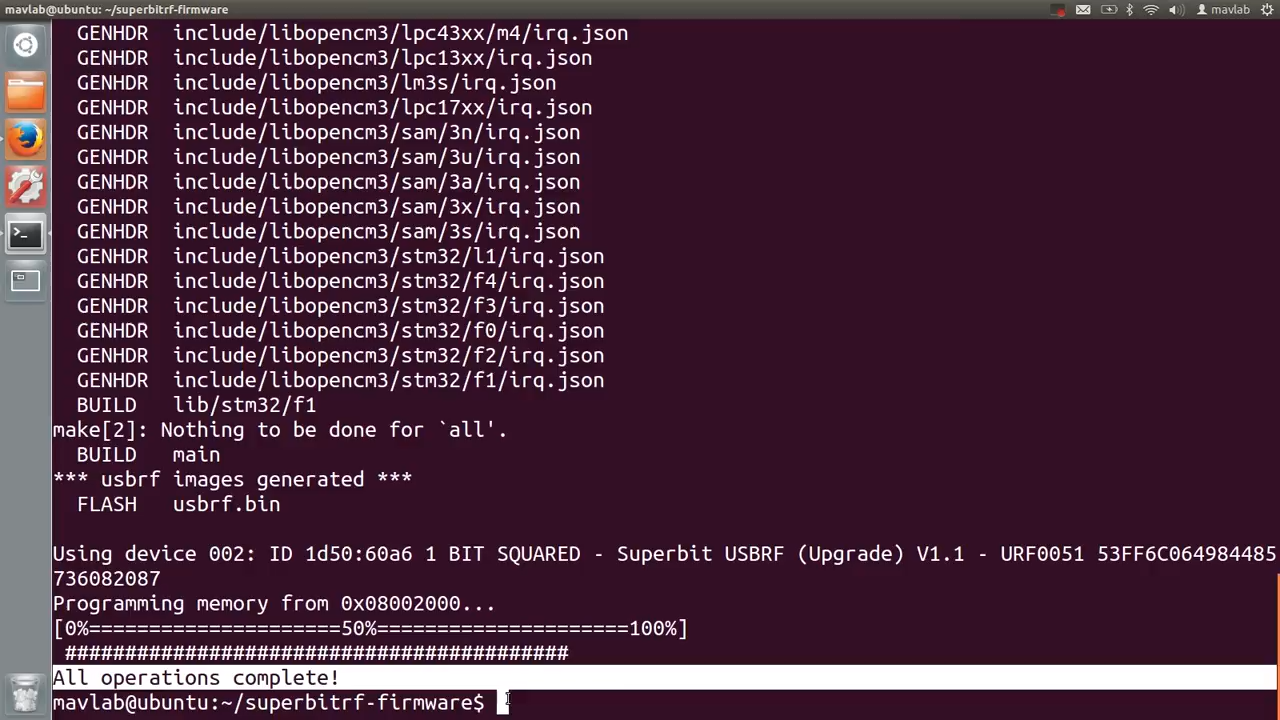 mavlab@ubuntu: ~/superbitrf-firmware
mavlab
GENHDR include/libopencm3/lpc43xx/m4/irq.json
GENHDR include/libopencm3/lpc13xx/irq.json
GENHDR include/libopencm3/lm3s/irq.json
GENHDR include/libopencm3/lpc17xx/irq.json
GENHDR include/libopencm3/sam/3n/irq.json
GENHDR include/libopencm3/sam/3u/irq.json
GENHDR include/libopencm3/sam/3a/irq.json
GENHDR include/libopencm3/sam/3x/irq.json
GENHDR include/libopencm3/sam/3s/irq.json
GENHDR include/libopencm3/stm32/l1/irq.json
GENHDR include/libopencm3/stm32/f4/irq.json
GENHDR include/libopencm3/stm32/f3/irq.json
GENHDR include/libopencm3/stm32/f0/irq.json
GENHDR include/libopencm3/stm32/f2/irq.json
GENHDR include/libopencm3/stm32/f1/irq.json
BUILD lib/stm32/f1
make[2]: Nothing to be done for `all'.
BUILD main
*** usbrf images generated ***
FLASH usbrf.bin
Using device 002: ID 1d50:60a6 1 BIT SQUARED - Superbit USBRF (Upgrade) V1.1 - URF0051 53FF6C064984485
736082087
Programming memory from 0x08002000...
[0%=====================50%=====================100%]
##########################################
All operations complete!
mavlab@ubuntu:~/superbitrf-firmware$